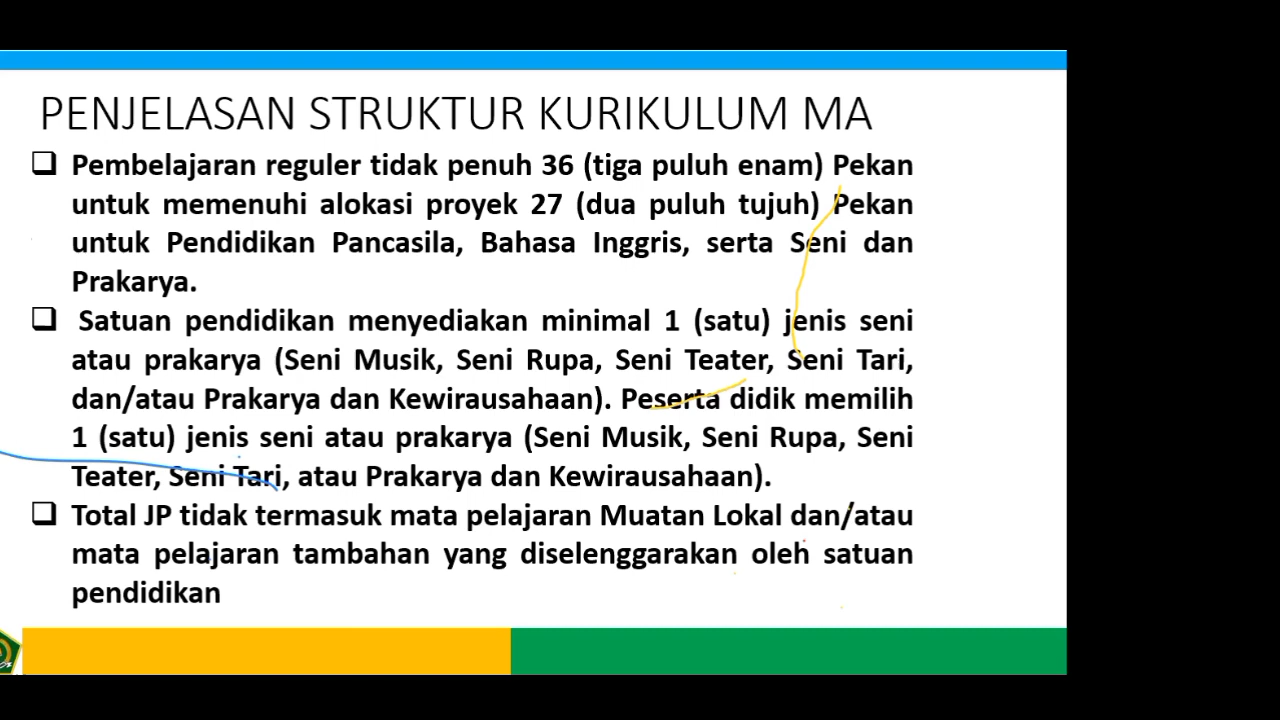 PENJELASAN STRUKTUR KURIKULUM MA
Pembelajaran reguler tidak penuh 36 (tiga puluh enam) Pekan
untuk memenuhi alokasi proyek 27 (dua puluh tujuh) Pekan
untuk Pendidikan Pancasila, Bahasa Inggris, serta Seni dan
Prakarya.
Satuan pendidikan menyediakan minimal 1 (satu) jenis seni
atau prakarya (Seni Musik, Seni Rupa, Seni Teater, Seni Tari,
dan/atau Prakarya dan Kewirausahaan). Peserta didik memilih
1 (satu) jenis seni atau prakarya (Seni Musik, Seni Rupa, Seni
Teater, Seni Tari, atau Prakarya dan Kewirausahaan).
Total JP tidak termasuk mata pelajaran Muatan Lokal dan/atau
mata pelajaran tambahan yang diselenggarakan oleh satuan
pendidikan